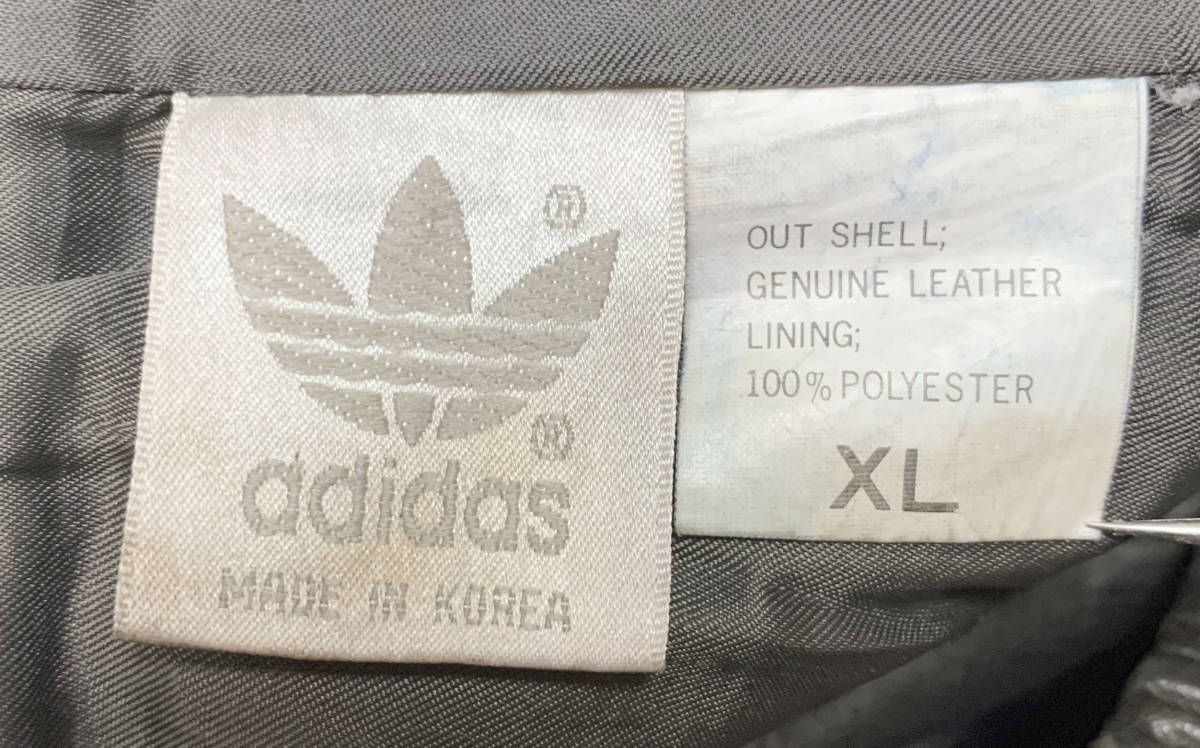 ®
®
adidas
MADE IN KOREA
OUT SHELL;
GENUINE LEATHER
LINING;
100% POLYESTER
XL